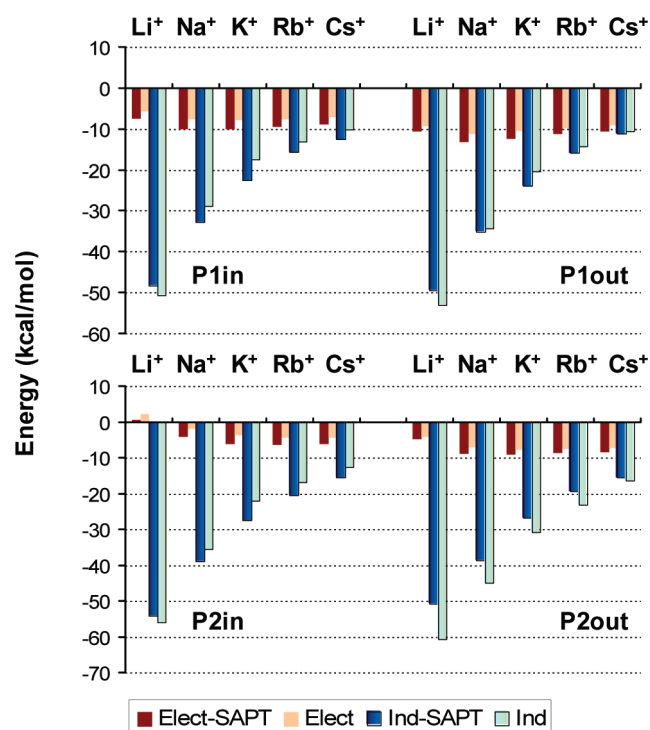 Li+ Na+ K+ Rb+ Cs+ Li+ Na+ K+ Rb+ Cs+
10
0
-10
-20
-30
-40
-50
-60
P1in P1out
Energy (kcal/mol)
Li+ Na+ K+ Rb+ Cs+ Li+ Na+ K+ Rb+ Cs+
10
0
-10
-20
-30
-40
-50
-60
-70
P2in P2out
Elect-SAPT Elect Ind-SAPT Ind